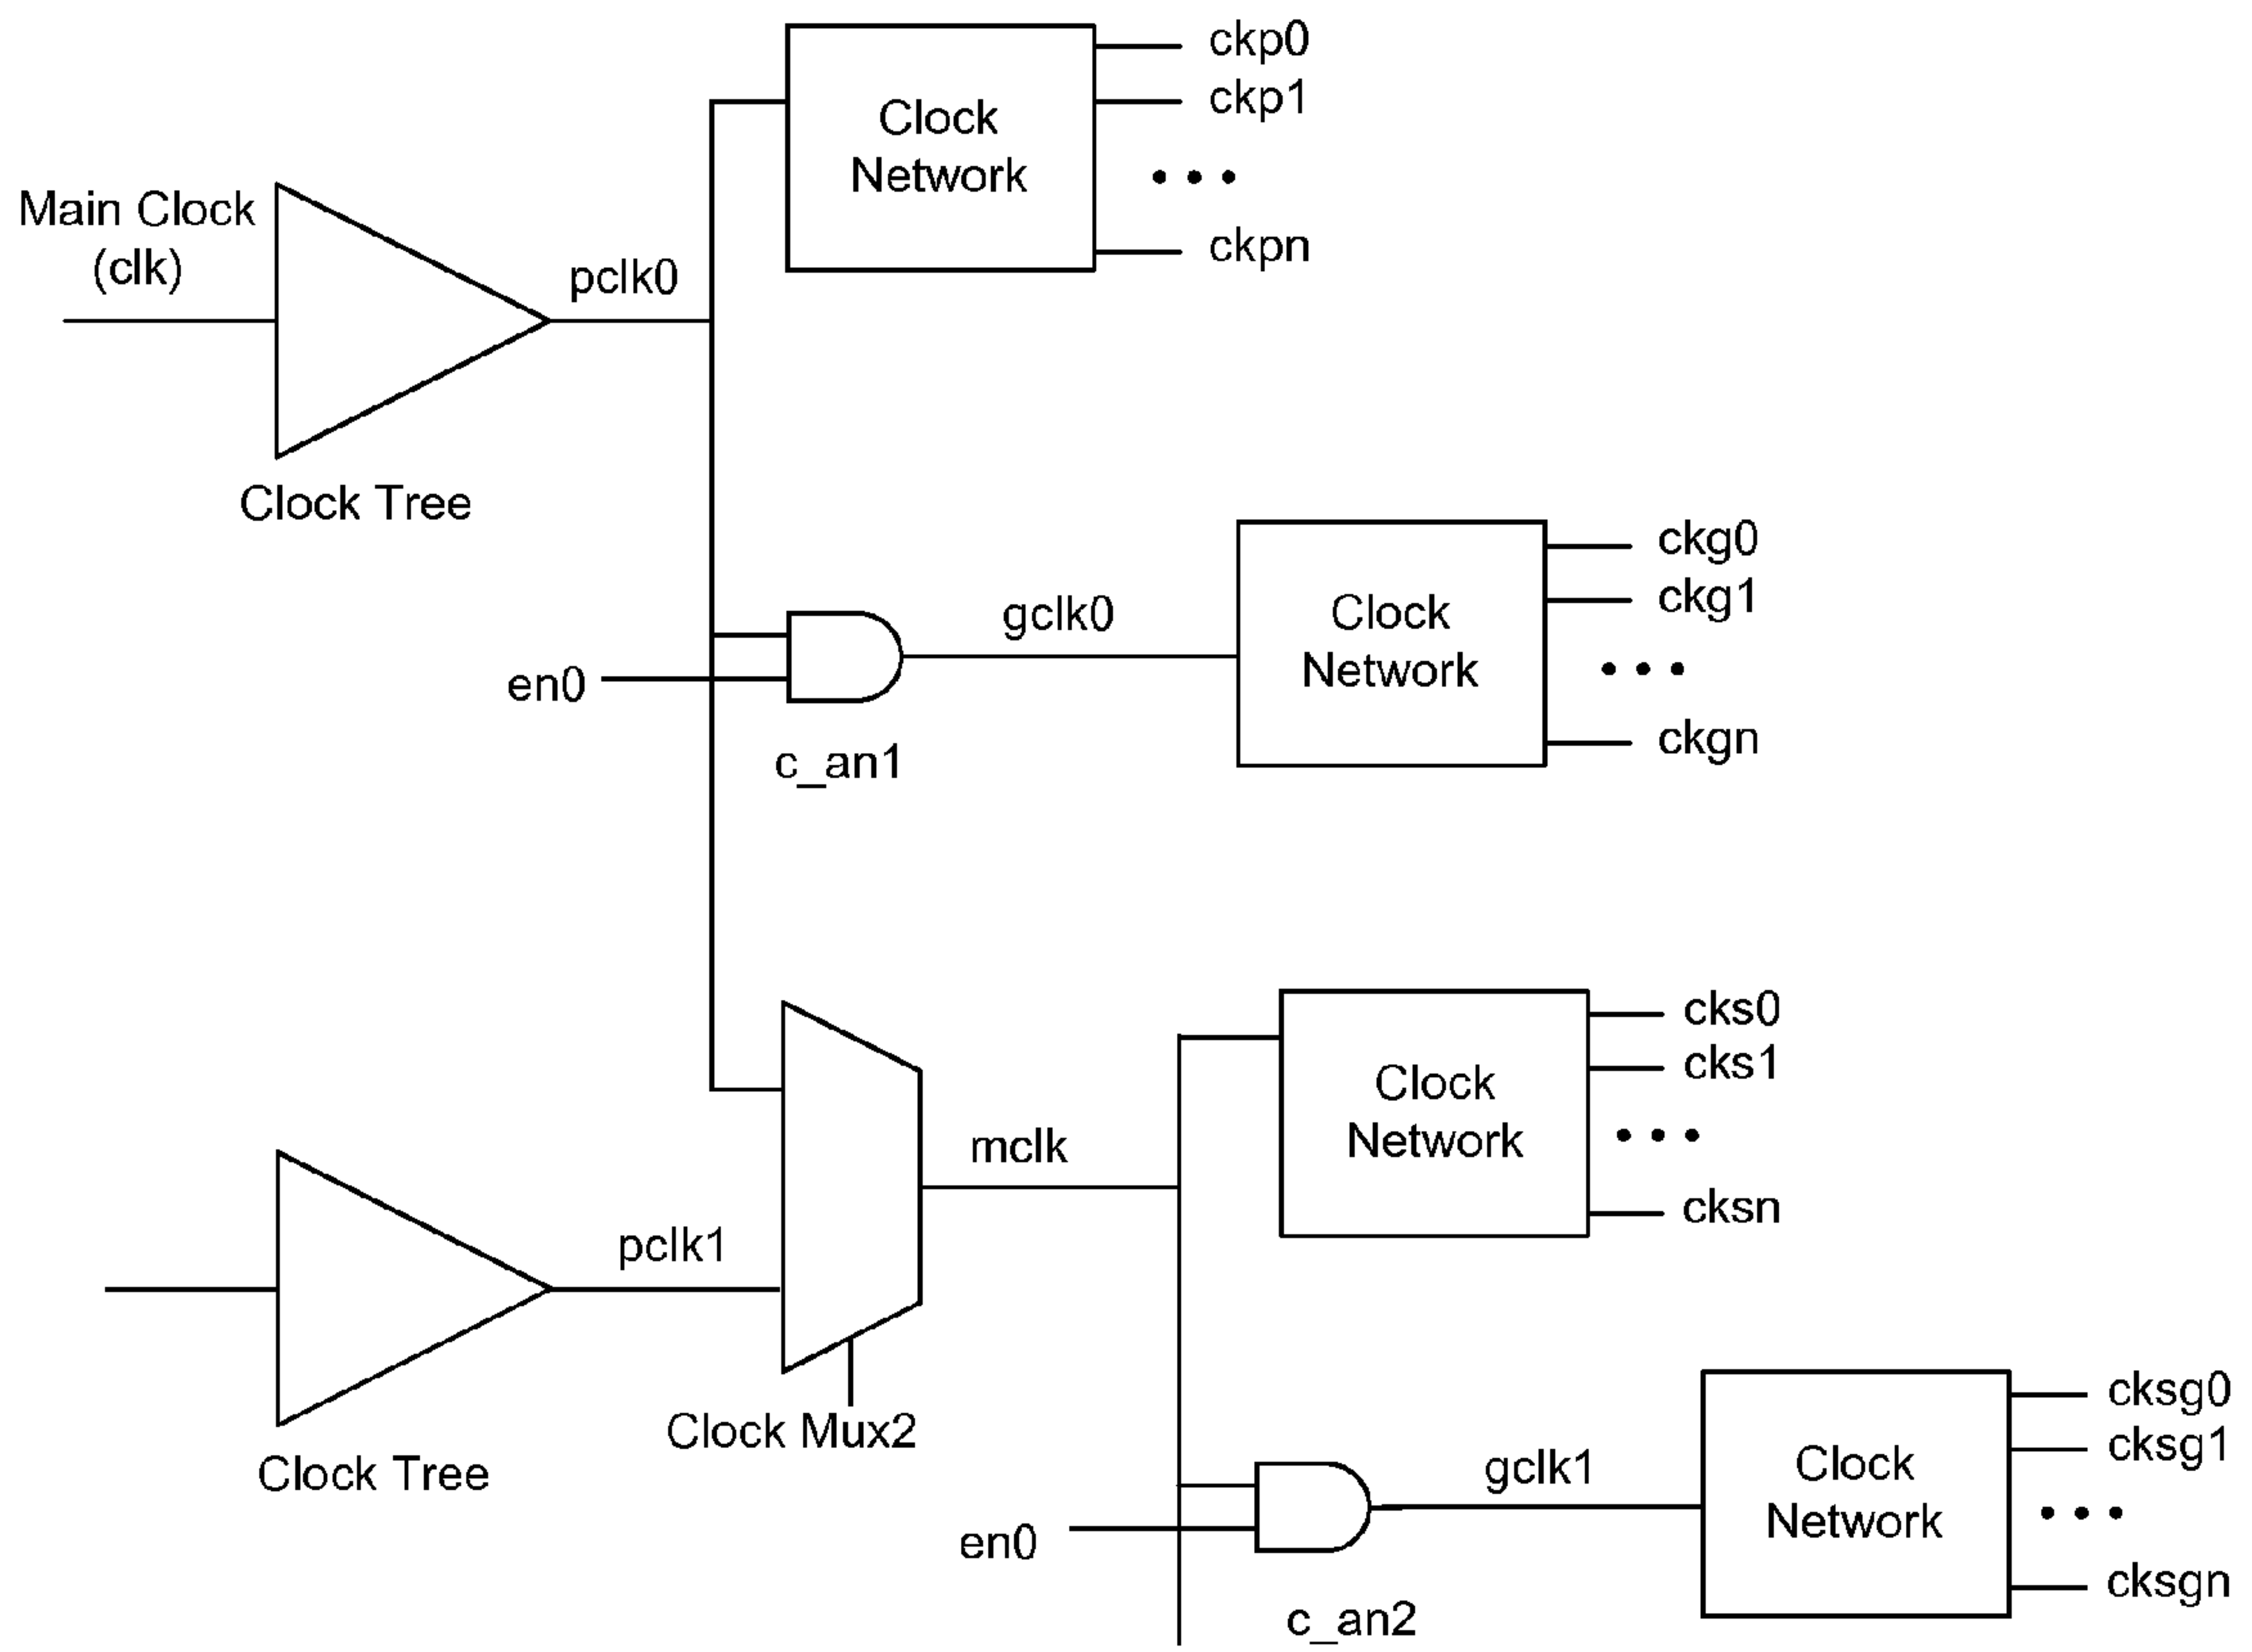 ckp0
ckp1
Clock
Network
• • •
ckpn
Main Clock
(clk)
pclk0
Clock Tree
ckg0
ckg1
Clock
Network
• • •
ckgn
gclk0
en0
c_an1
cks0
cks1
Clock
Network
• • •
cksn
mclk
pclk1
Clock Mux2
Clock Tree
cksg0
cksg1
Clock
Network
• • •
cksgn
gclk1
en0
c_an2